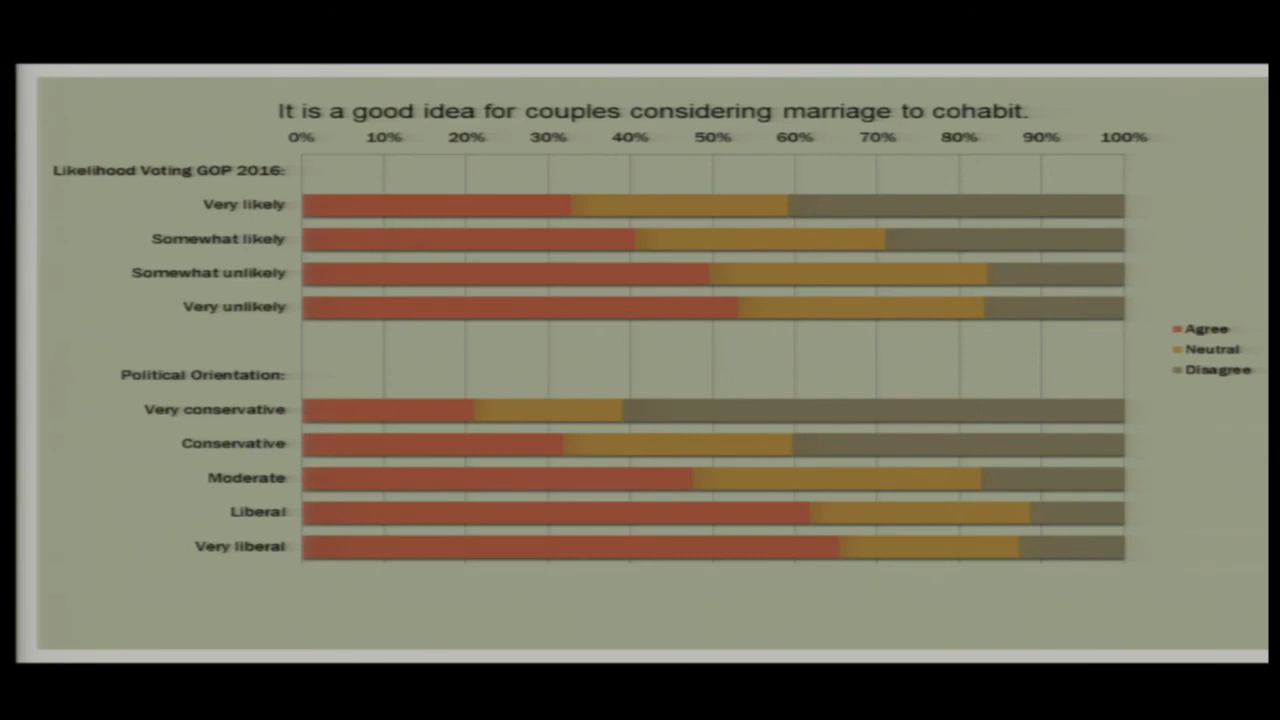 It is a good idea for couples considering marriage to cohabit.
0% 10% 20% 30% 40% 50% 60% 70% 80% 90% 100%
Likelihood Voting GOP 2016:
Very likely
Somewhat likely
Somewhat unlikely
Very unlikely
Agree
Neutral
Disagree
Political Orientation:
Very conservative
Conservative
Moderate
Liberal
Very liberal